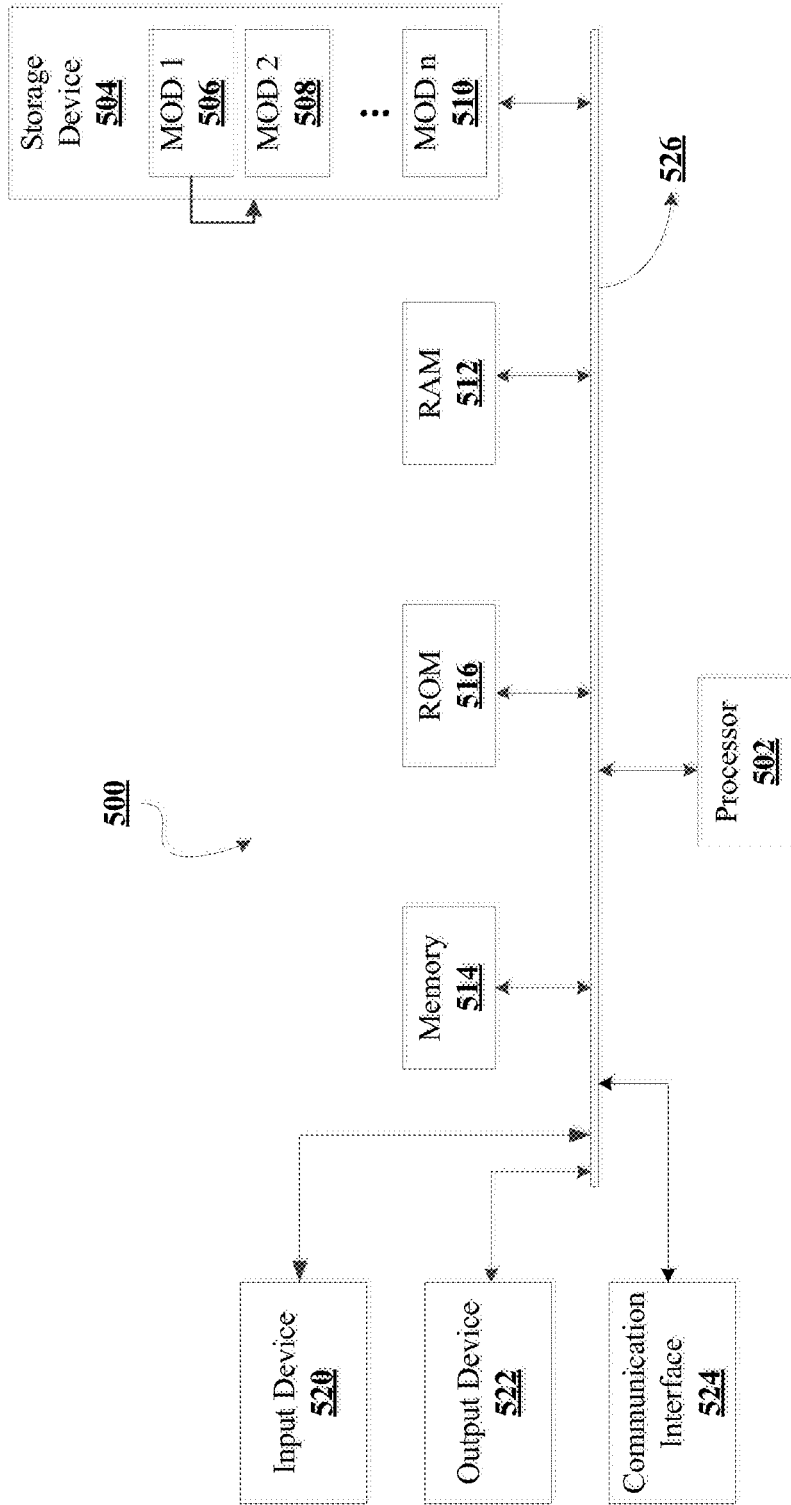 500
Input Device
520
Output Device
522
Communication
Interface
524
Memory
514
ROM
516
RAM
512
Storage
Device
504
MOD 1
506
MOD 2
508
...
MOD n
510
Processor
502
526